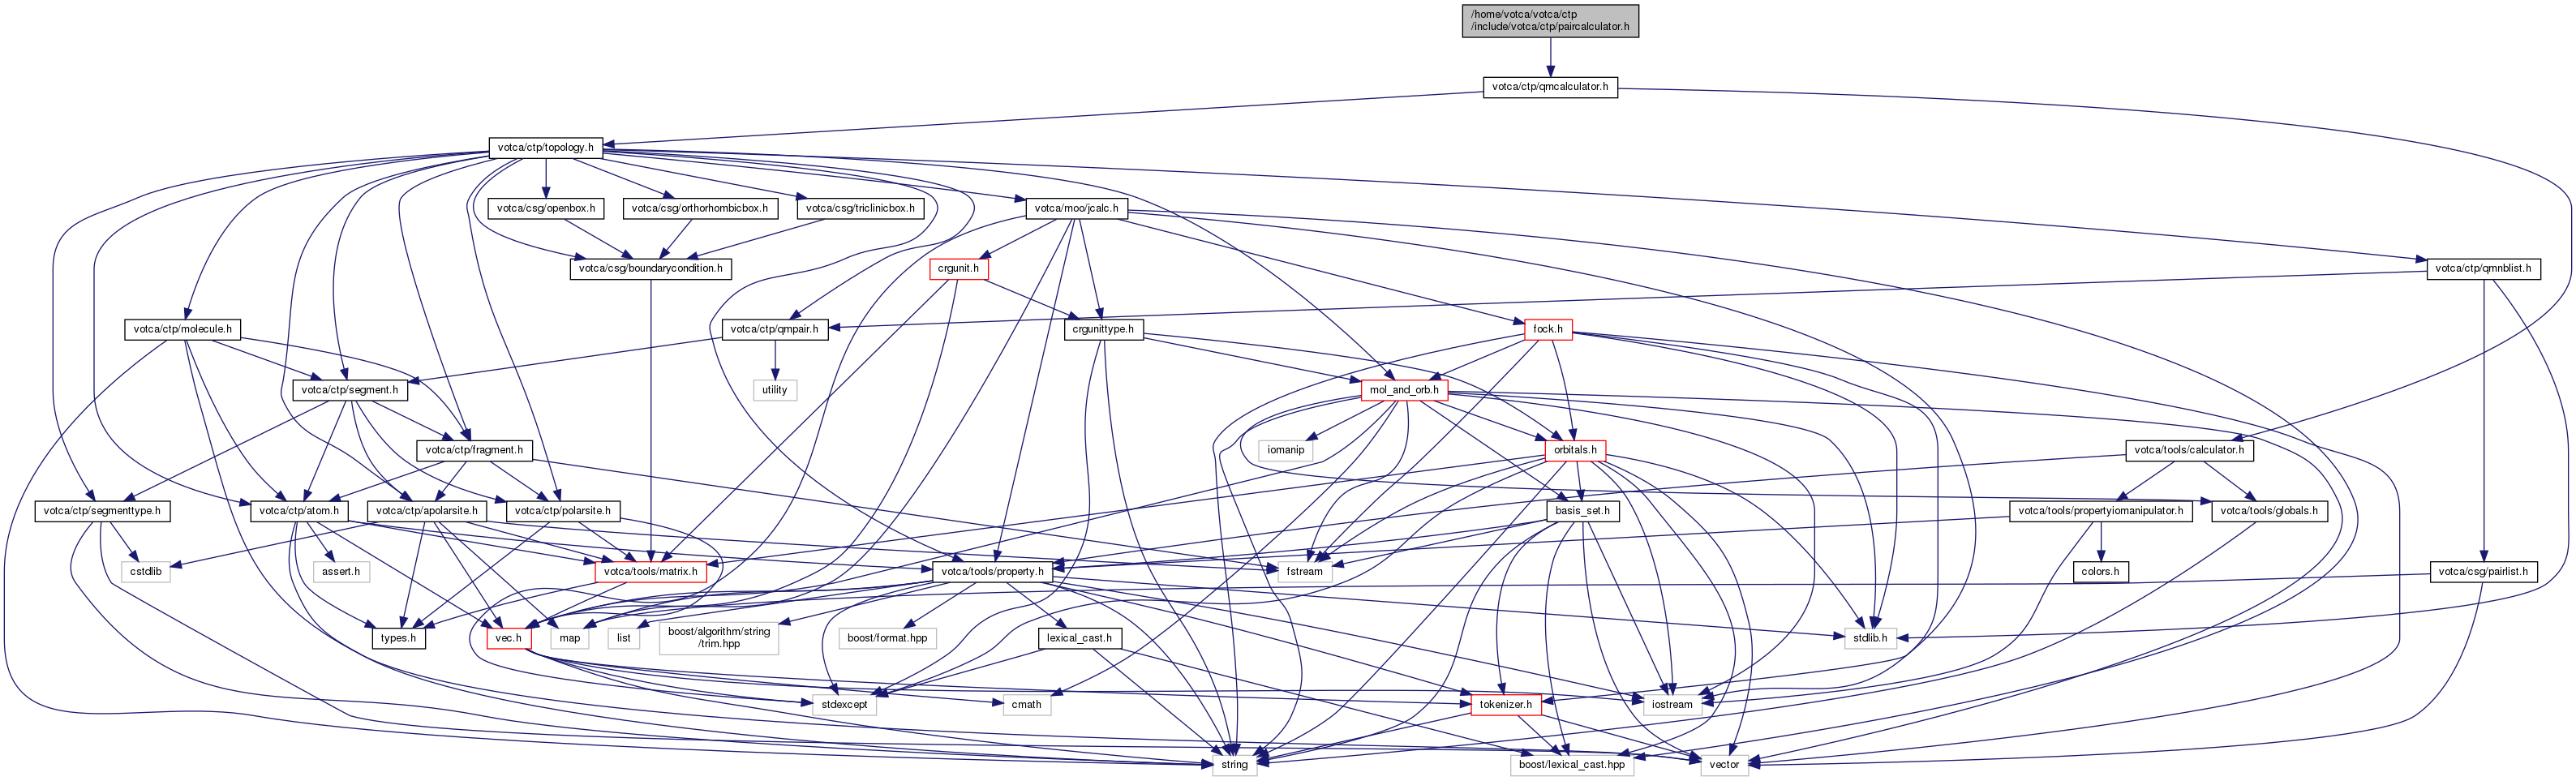 /home/votca/votca/ctp
/include/votca/ctp/paircalculator.h
votca/ctp/qmcalculator.h
votca/ctp/topology.h
votca/csg/openbox.h
votca/csg/orthorhombicbox.h
votca/csg/triclinicbox.h
votca/moo/jcalc.h
votca/csg/boundarycondition.h
crgunit.h
votca/ctp/qmnblist.h
votca/ctp/molecule.h
votca/ctp/qmpair.h
crgunittype.h
fock.h
votca/ctp/segment.h
utility
mol_and_orb.h
votca/ctp/fragment.h
iomanip
orbitals.h
votca/tools/calculator.h
votca/ctp/segmenttype.h
votca/ctp/atom.h
votca/ctp/apolarsite.h
votca/ctp/polarsite.h
basis_set.h
votca/tools/propertyiomanipulator.h
votca/tools/globals.h
cstdlib
assert.h
votca/tools/matrix.h
votca/tools/property.h
fstream
colors.h
votca/csg/pairlist.h
types.h
vec.h
map
list
boost/algorithm/string
/trim.hpp
boost/format.hpp
lexical_cast.h
stdlib.h
stdexcept
cmath
tokenizer.h
iostream
string
boost/lexical_cast.hpp
vector